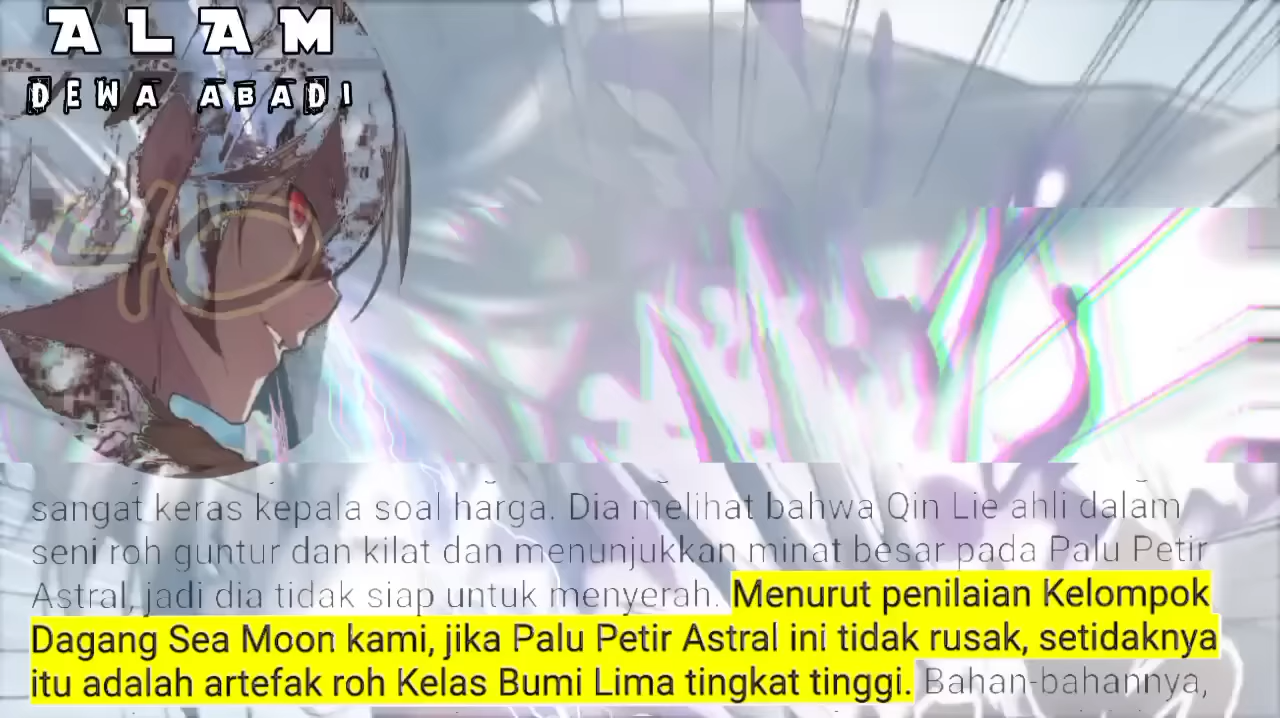 ALAM
DEWA ABADI
40
sangat keras kepala soal harga. Dia melihat bahwa Qin Lie ahli dalam
seni roh guntur dan kilat dan menunjukkan minat besar pada Palu Petir
Astral, jadi dia tidak siap untuk menyerah. Menurut penilaian Kelompok
Dagang Sea Moon kami, jika Palu Petir Astral ini tidak rusak, setidaknya
itu adalah artefak roh Kelas Bumi Lima tingkat tinggi. Bahan-bahannya,